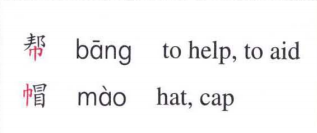 帮 bāng to help, to aid
帽 mào hat, cap